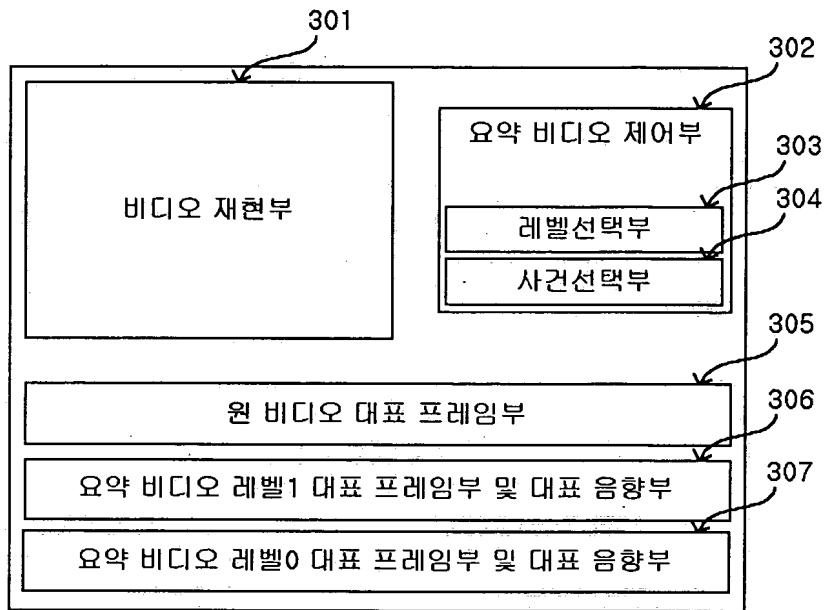 301
302
요약 비디오 제어부
303
비디오 재현부
304
레벨선택부
사건선택부
305
원 비디오 대표 프레임부
306
요약 비디오 레벨1 대표 프레임부 및 대표 음향부
307
요약 비디오 레벨0 대표 프레임부 및 대표 음향부